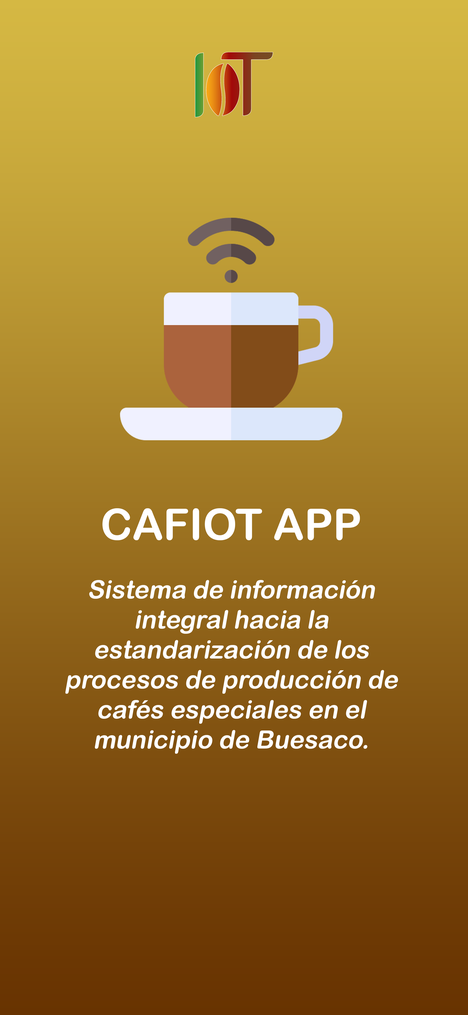 IOT
CAFIOT APP
Sistema de información
integral hacia la
estandarización de los
procesos de producción de
cafés especiales en el
municipio de Buesaco.